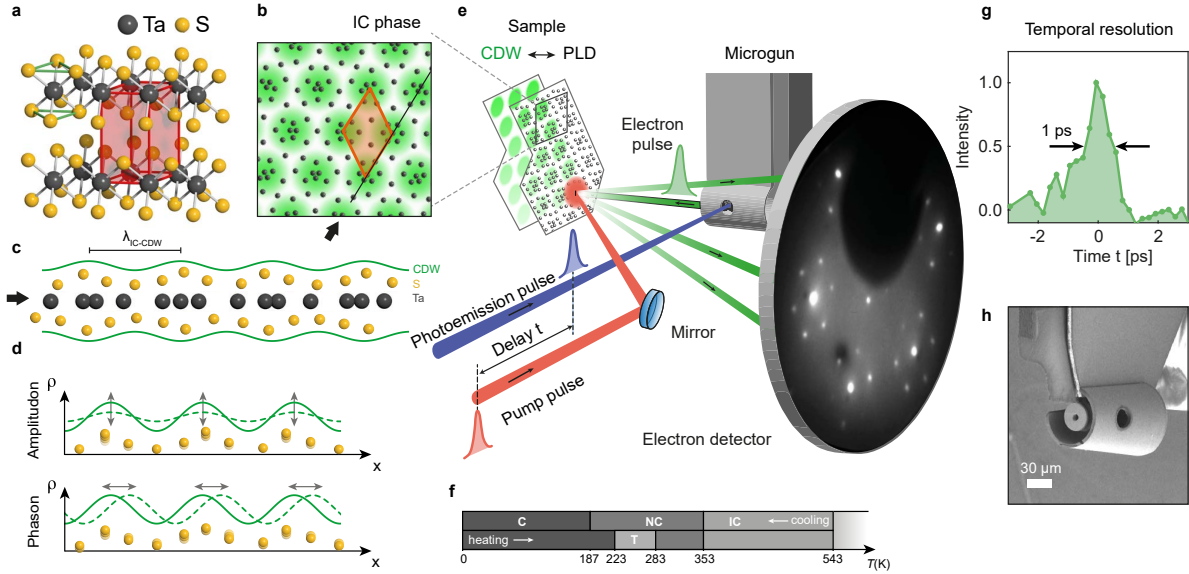 a
Ta
S
b
IC phase
c
λIC-CDW
CDW
S
Ta
d
ρ
Amplitudon
x
ρ
Phason
x
e
Sample
CDW ↔ PLD
Microgun
Electron
pulse
Photoemission pulse
Delay t
Mirror
Pump pulse
Electron detector
f
C
NC
IC
← cooling
heating →
T
0
187
223
283
353
543
T(K)
g
Temporal resolution
1.0
0.5
0.0
Intensity
1 ps
-2
0
2
Time t [ps]
h
30 µm